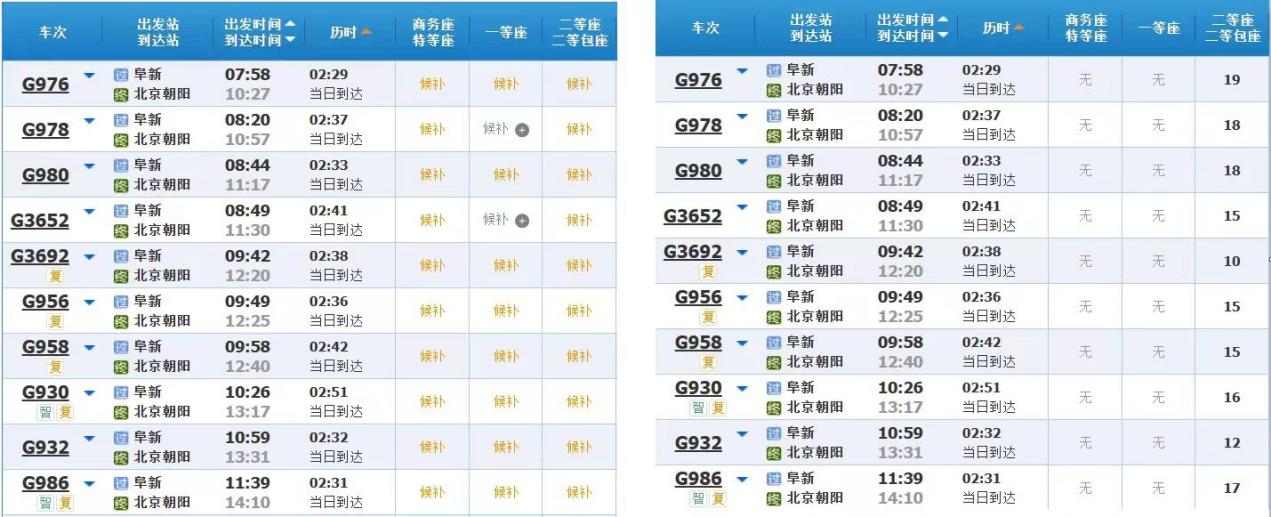 车次 出发站 出发时间 历时 商务座 一等座 二等座
到达站 到达时间 特等座 二等包座
G976 过 阜新 07:58 02:29 候补 候补 候补
终 北京朝阳 10:27 当日到达
G978 过 阜新 08:20 02:37 候补 候补 候补
终 北京朝阳 10:57 当日到达
G980 过 阜新 08:44 02:33 候补 候补 候补
终 北京朝阳 11:17 当日到达
G3652 过 阜新 08:49 02:41 候补 候补 候补
终 北京朝阳 11:30 当日到达
G3692 过 阜新 09:42 02:38 候补 候补 候补
复 终 北京朝阳 12:20 当日到达
G956 过 阜新 09:49 02:36 候补 候补 候补
复 终 北京朝阳 12:25 当日到达
G958 过 阜新 09:58 02:42 候补 候补 候补
复 终 北京朝阳 12:40 当日到达
G930 过 阜新 10:26 02:51 候补 候补 候补
智 复 终 北京朝阳 13:17 当日到达
G932 过 阜新 10:59 02:32 候补 候补 候补
终 北京朝阳 13:31 当日到达
G986 过 阜新 11:39 02:31 候补 候补 候补
智 复 终 北京朝阳 14:10 当日到达
车次 出发站 出发时间 历时 商务座 一等座 二等座
到达站 到达时间 特等座 二等包座
G976 过 阜新 07:58 02:29 无 无 19
终 北京朝阳 10:27 当日到达
G978 过 阜新 08:20 02:37 无 无 18
终 北京朝阳 10:57 当日到达
G980 过 阜新 08:44 02:33 无 无 18
终 北京朝阳 11:17 当日到达
G3652 过 阜新 08:49 02:41 无 无 15
终 北京朝阳 11:30 当日到达
G3692 过 阜新 09:42 02:38 无 无 10
复 终 北京朝阳 12:20 当日到达
G956 过 阜新 09:49 02:36 无 无 15
复 终 北京朝阳 12:25 当日到达
G958 过 阜新 09:58 02:42 无 无 15
复 终 北京朝阳 12:40 当日到达
G930 过 阜新 10:26 02:51 无 无 16
智 复 终 北京朝阳 13:17 当日到达
G932 过 阜新 10:59 02:32 无 无 12
终 北京朝阳 13:31 当日到达
G986 过 阜新 11:39 02:31 无 无 17
智 复 终 北京朝阳 14:10 当日到达